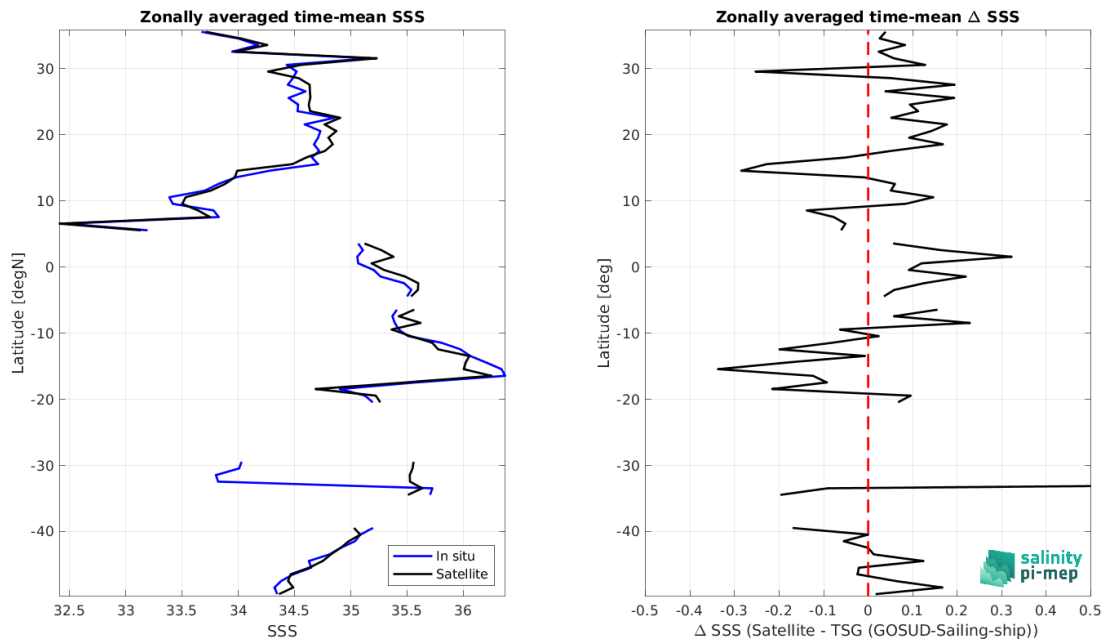 Zonally averaged time-mean SSS
30
20
10
0
-10
-20
-30
-40
Latitude [degN]
32.5 33 33.5 34 34.5 35 35.5 36
SSS
In situ
Satellite
Zonally averaged time-mean Δ SSS
30
20
10
0
-10
-20
-30
-40
Latitude [deg]
-0.5 -0.4 -0.3 -0.2 -0.1 0 0.1 0.2 0.3 0.4 0.5
Δ SSS (Satellite - TSG (GOSUD-Sailing-ship))
salinity
pi-mep